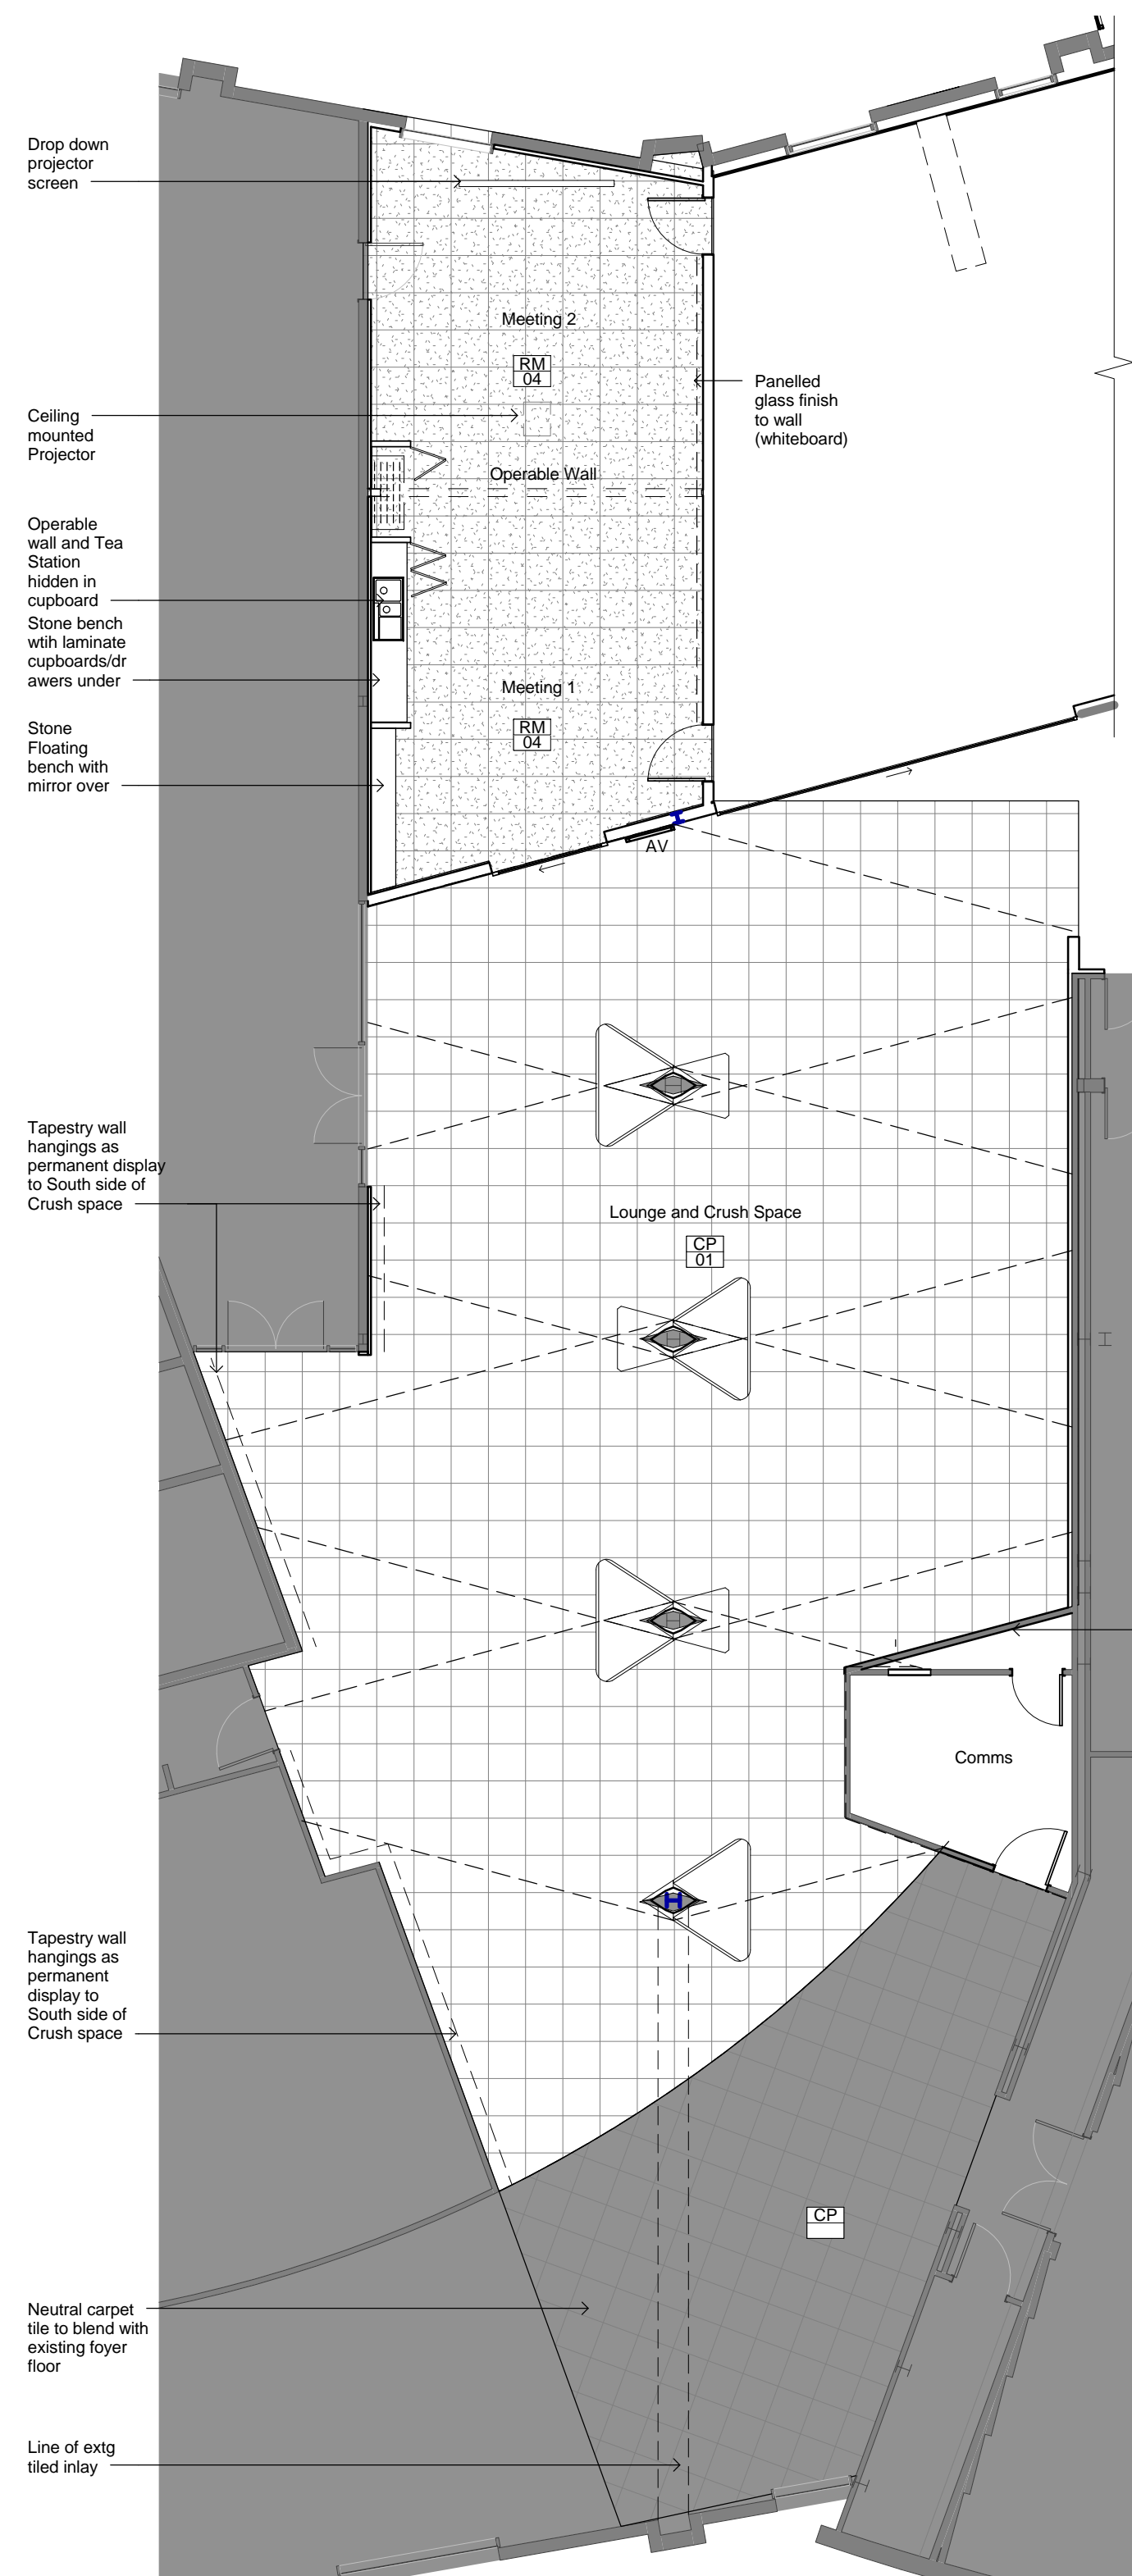 Drop down
projector
screen
Meeting 2
RM
04
Panelled
glass finish
to wall
(whiteboard)
Ceiling
mounted
Projector
Operable Wall
Operable
wall and Tea
Station
hidden in
cupboard
Stone bench
wtih laminate
cupboards/dr
awers under
Meeting 1
RM
04
Stone
Floating
bench with
mirror over
AV
Tapestry wall
hangings as
permanent display
to South side of
Crush space
Lounge and Crush Space
CP
01
Comms
Tapestry wall
hangings as
permanent
display to
South side of
Crush space
CP
Neutral carpet
tile to blend with
existing foyer
floor
Line of extg
tiled inlay